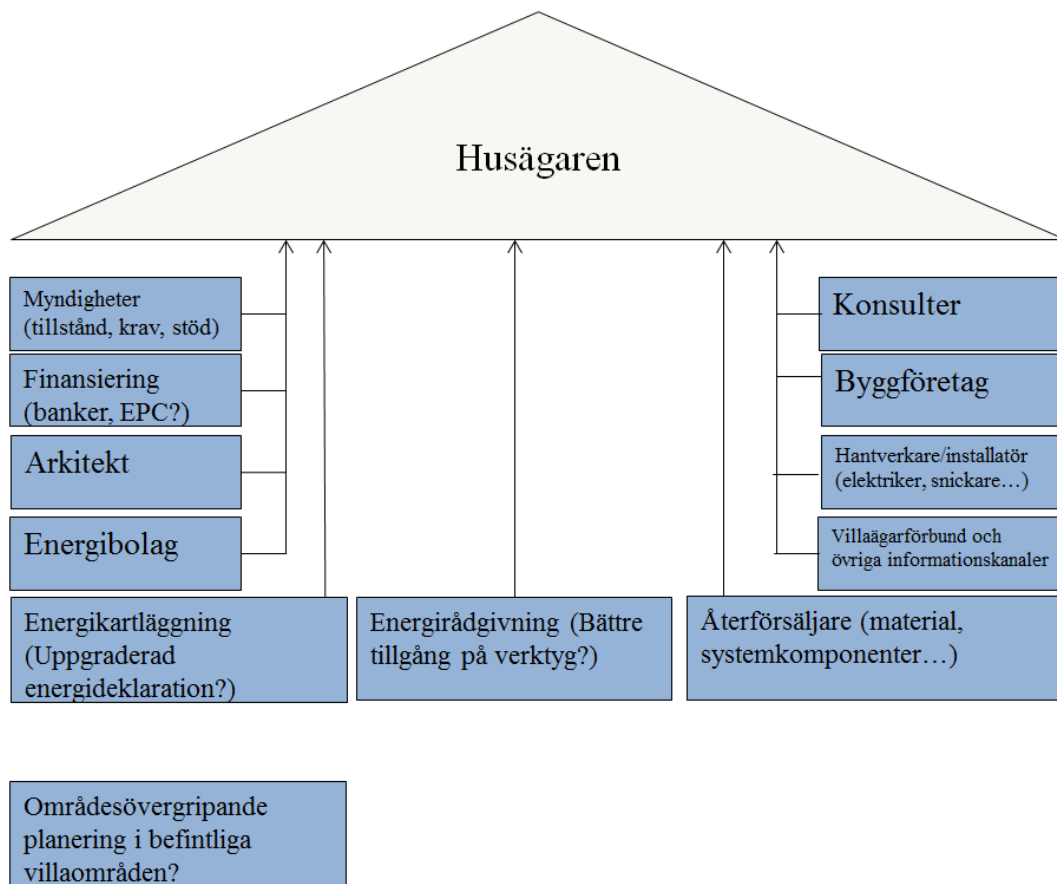 Husägaren
Myndigheter
(tillstånd, krav, stöd)
Finansiering
(banker, EPC?)
Arkitekt
Energibolag
Konsulter
Byggföretag
Hantverkare/installatör
(elektriker, snickare…)
Villaägarförbund och
övriga informationskanaler
Energikartläggning
(Uppgraderad
energideklaration?)
Energirådgivning (Bättre
tillgång på verktyg?)
Återförsäljare (material,
systemkomponenter…)
Områdesövergripande
planering i befintliga
villaområden?